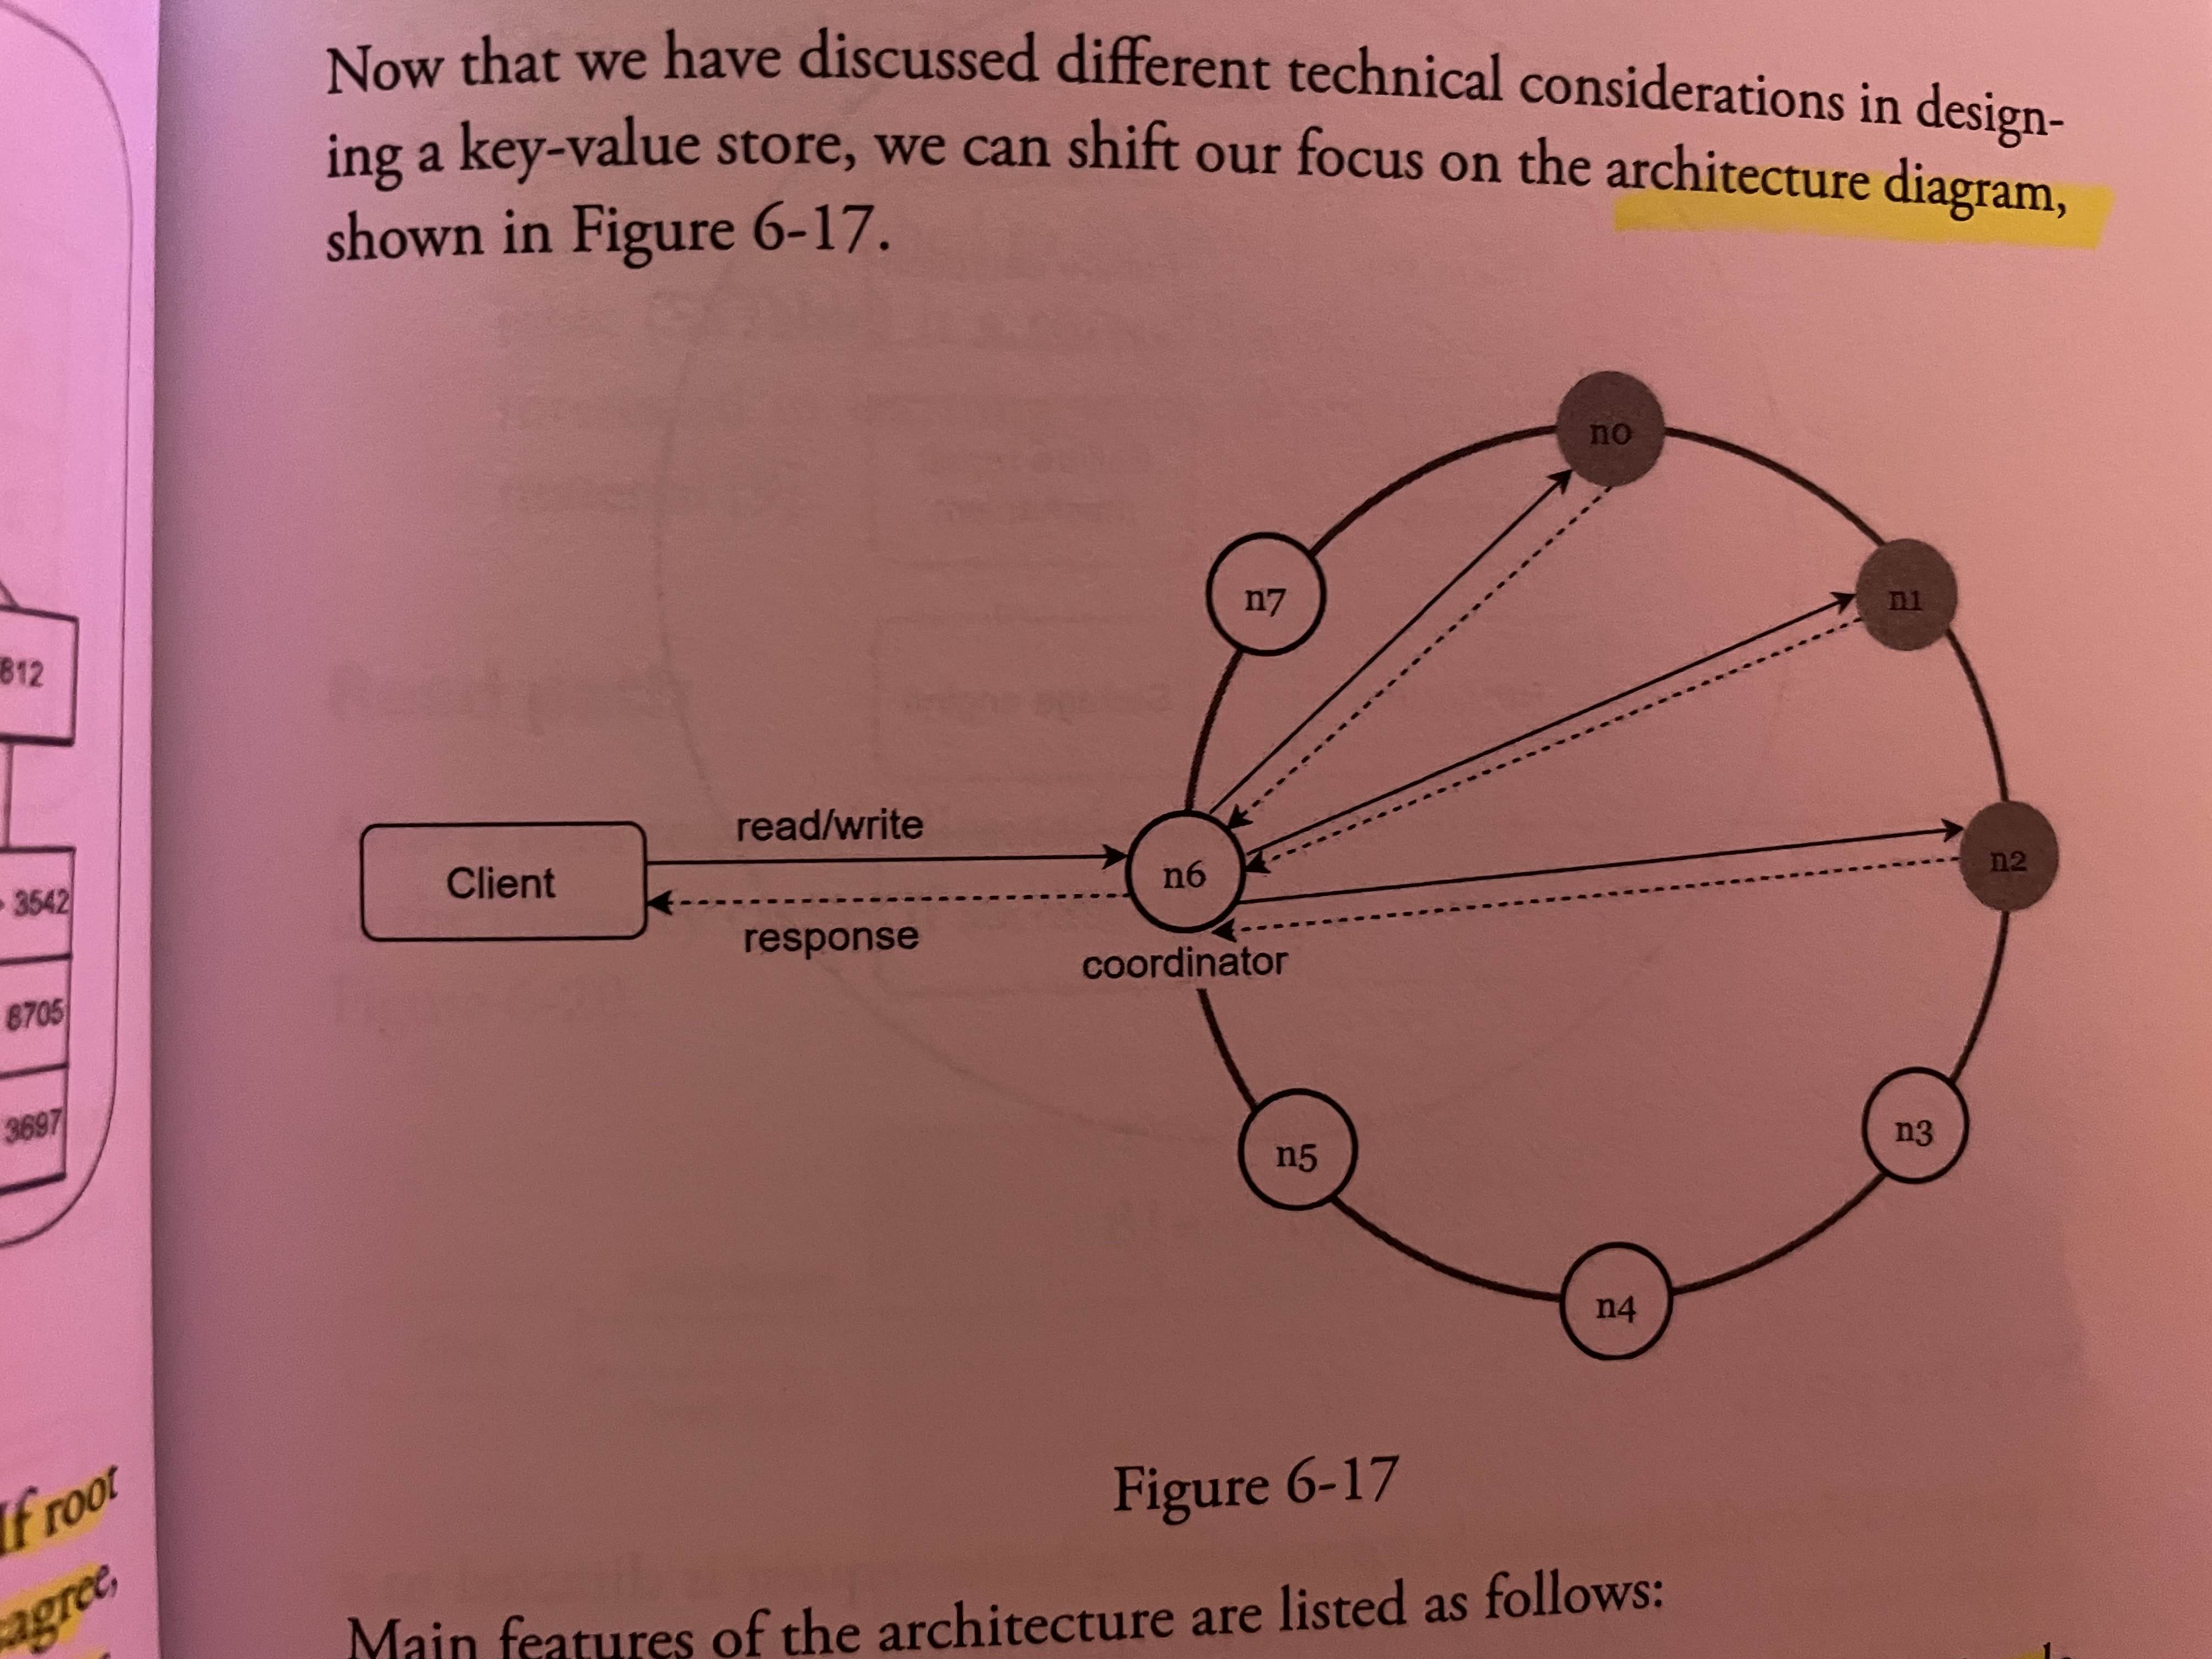 Now that we have discussed different technical considerations in design-
ing a key-value store, we can shift our focus on the architecture diagram,
shown in Figure 6-17.
n0
n1
n7
812
read/write
Client
n6
n2
response
coordinator
3542
8705
3697
n5
n3
n4
Figure 6-17
If root
agree,
Main features of the architecture are listed as follows: